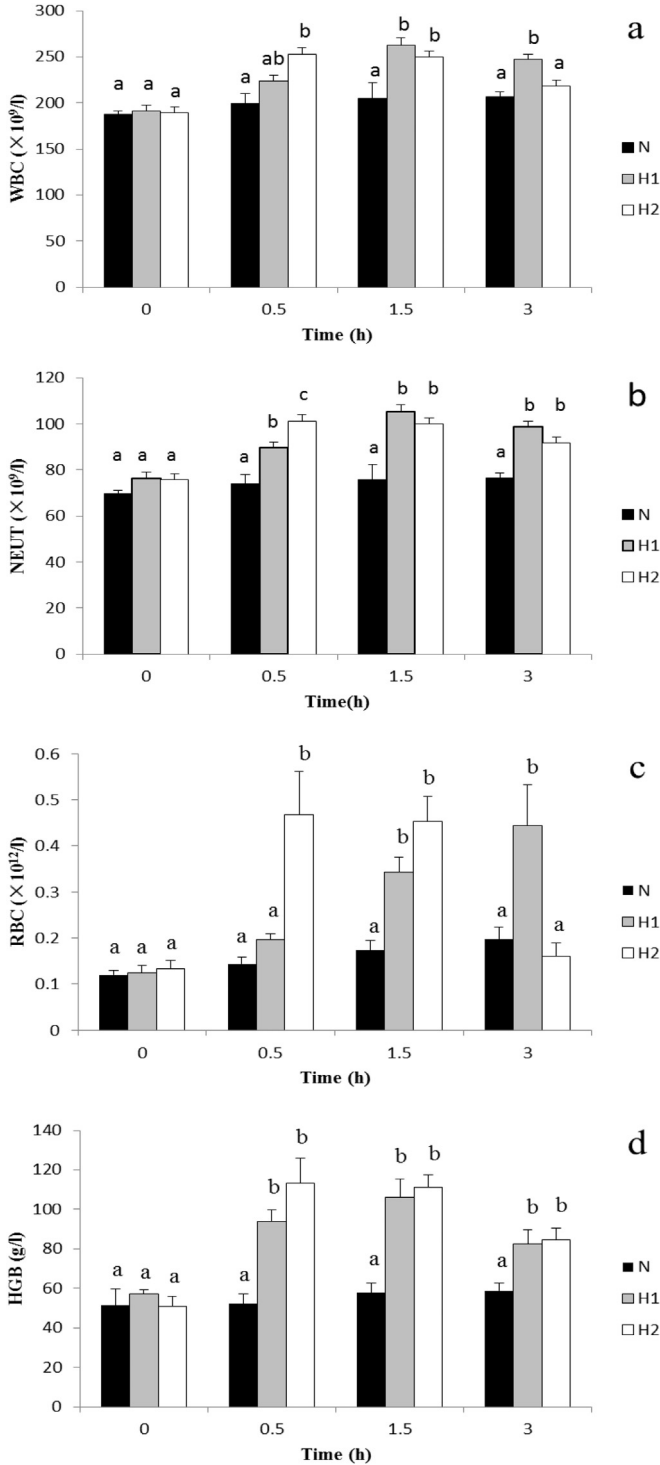 a
300
250
200
150
100
50
0
WBC (×10⁹/l)
a a a
a ab b
a b b
a b a
0 0.5 1.5 3
Time (h)
N
H1
H2
b
120
100
80
60
40
20
0
NEUT (×10⁹/l)
a a a
a b c
a b b
a b b
0 0.5 1.5 3
Time(h)
N
H1
H2
c
0.6
0.5
0.4
0.3
0.2
0.1
0
RBC (×10¹²/l)
a a a
a a b
a b b
a b a
0 0.5 1.5 3
Time (h)
N
H1
H2
d
140
120
100
80
60
40
20
0
HGB (g/l)
a a a
a b b
a b b
a b b
0 0.5 1.5 3
Time (h)
N
H1
H2